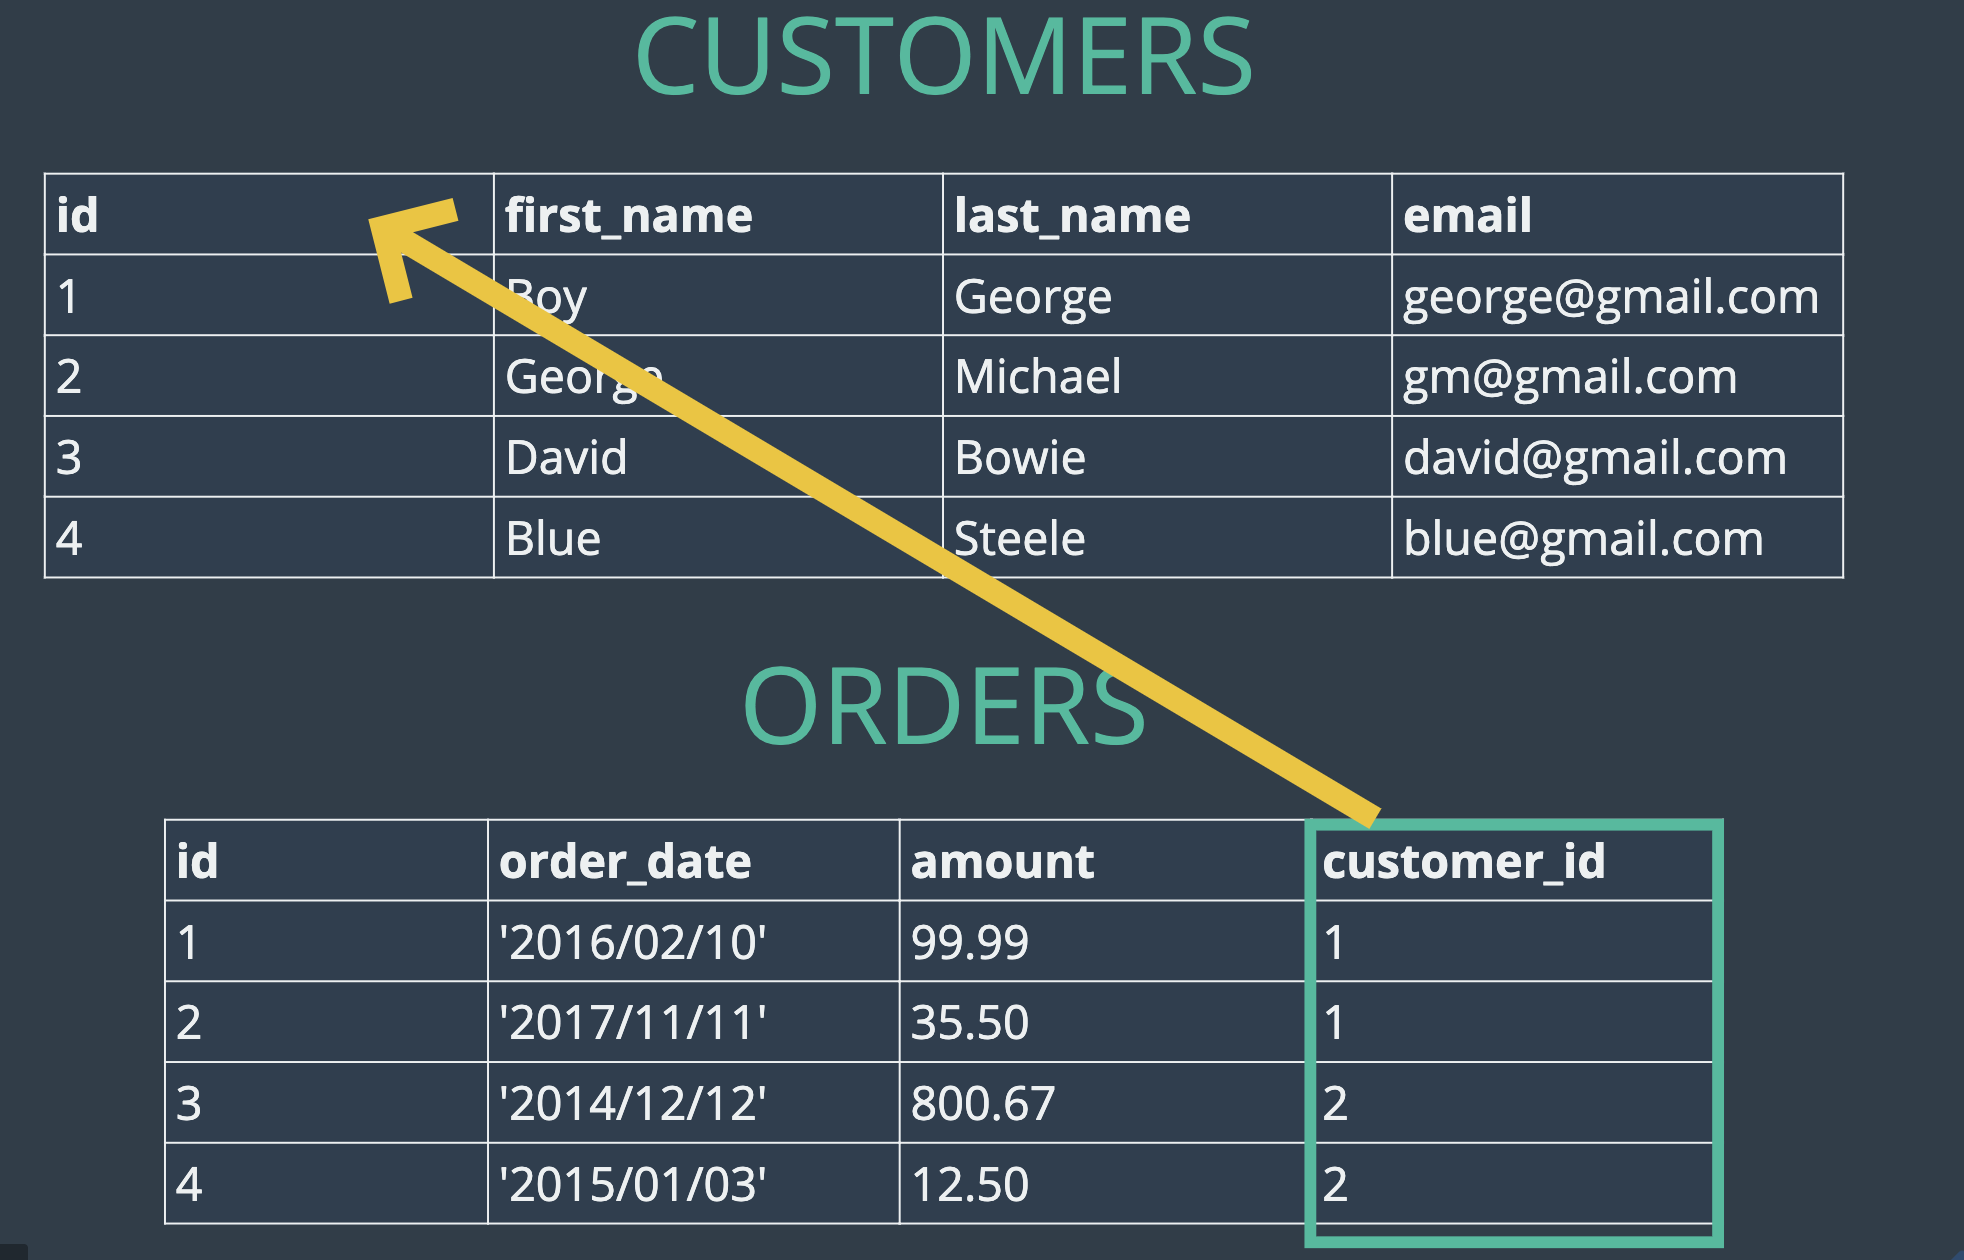 CUSTOMERS
id first_name last_name email
1 Boy George george@gmail.com
2 George Michael gm@gmail.com
3 David Bowie david@gmail.com
4 Blue Steele blue@gmail.com
ORDERS
id order_date amount customer_id
1 '2016/02/10' 99.99 1
2 '2017/11/11' 35.50 1
3 '2014/12/12' 800.67 2
4 '2015/01/03' 12.50 2